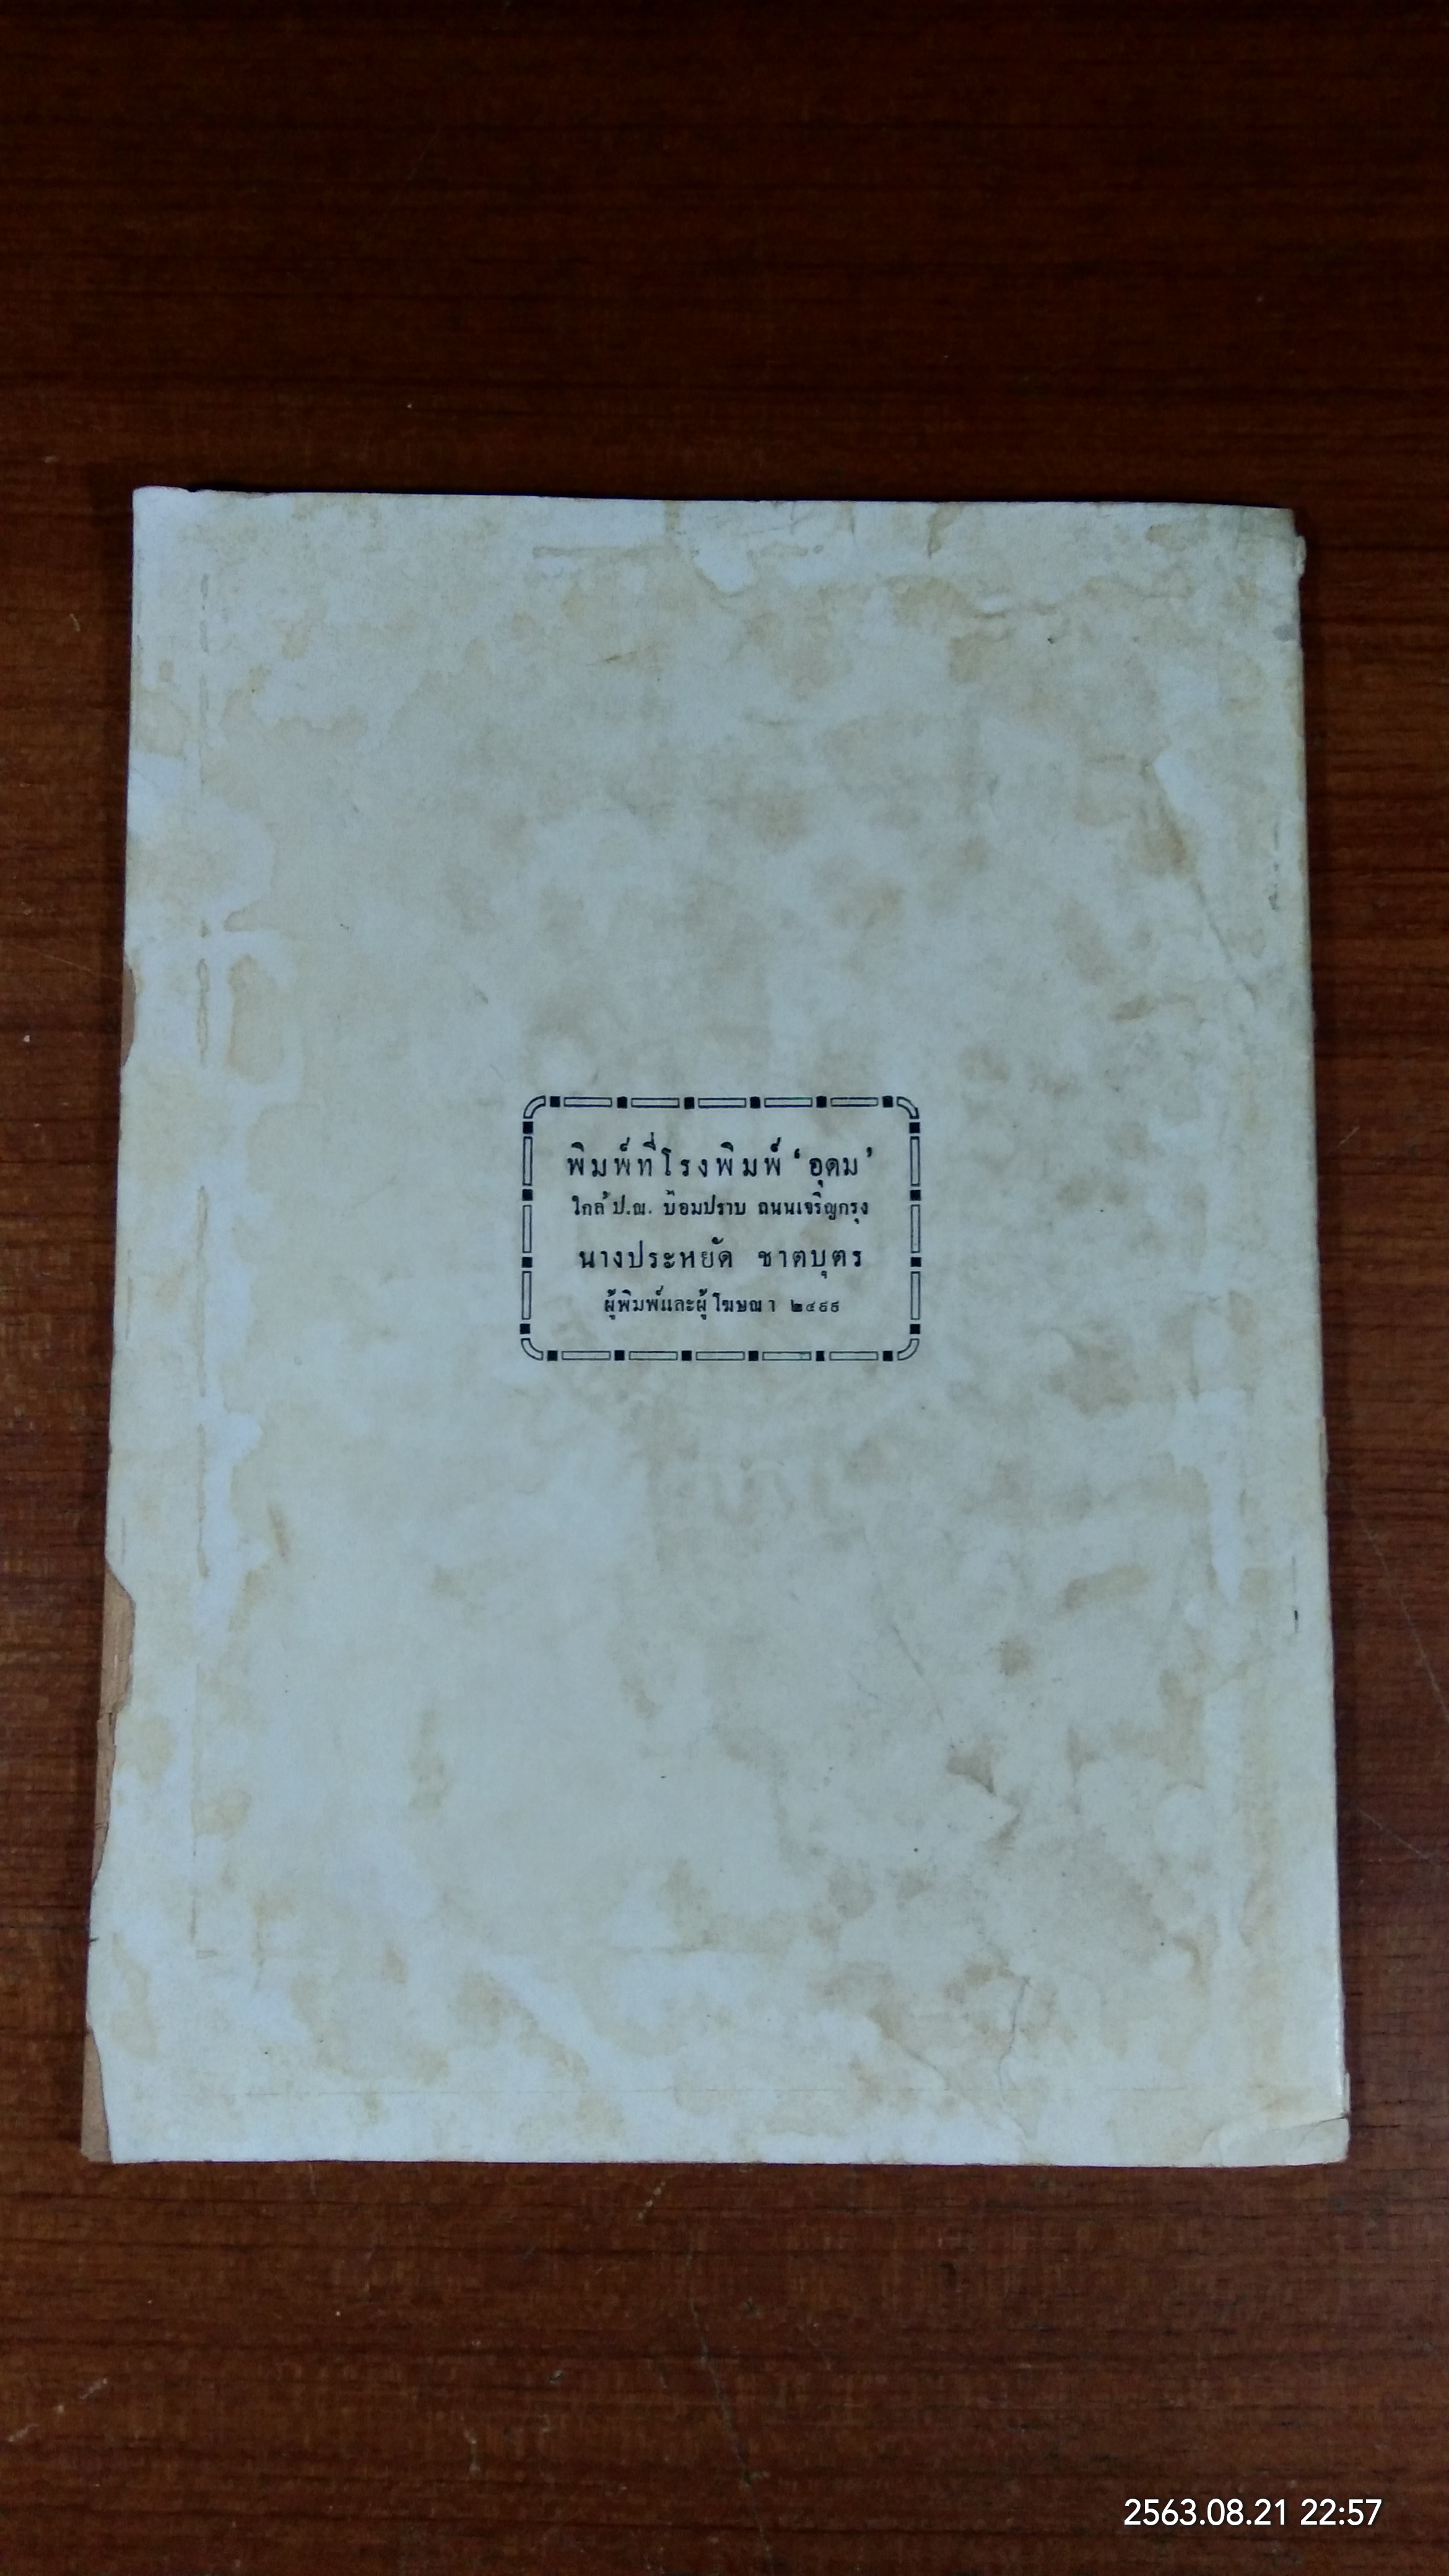 พิมพ์ที่โรงพิมพ์ ‘อุดม’
ใกล้ ป.ณ. ป้อมปราบ ถนนเจริญกรุง
นางประหยัด ชาตบุตร
ผู้พิมพ์และผู้โฆษณา ๒๔๙๙
2563.08.21 22:57